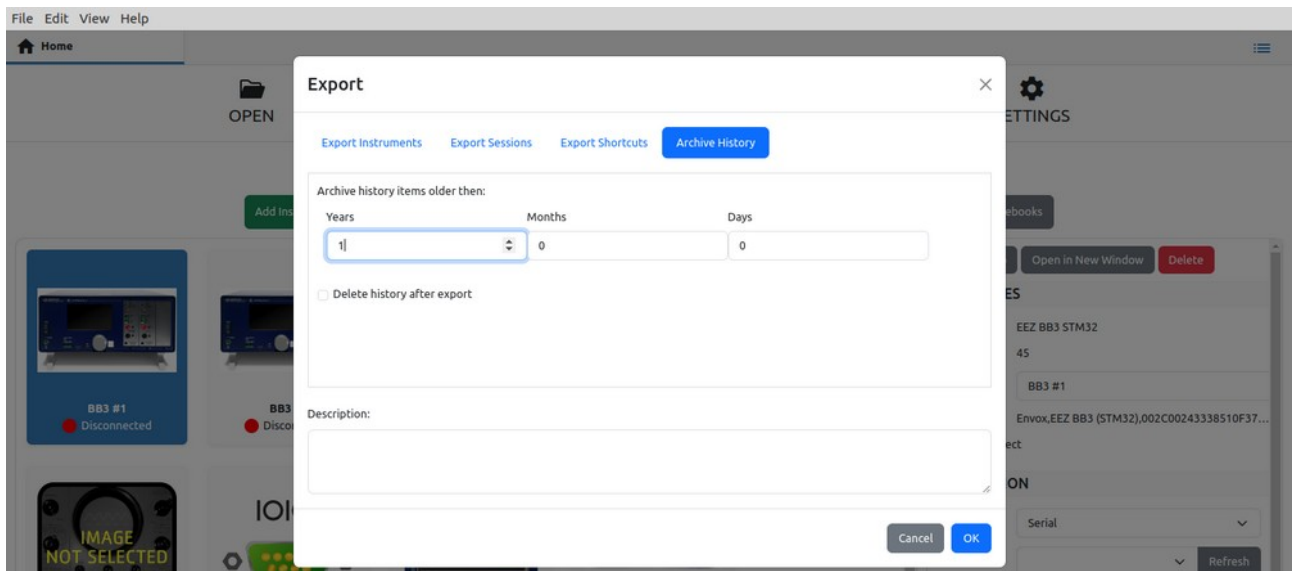 File Edit View Help
Home
Export
OPEN
ETTINGS
Export Instruments Export Sessions Export Shortcuts Archive History
Archive history items older then:
Years Months Days
1 0 0
Delete history after export
Add Ins
ebooks
Open in New Window Delete
ES
EEZ BB3 STM32
45
BB3 #1
Envox,EEZ BB3 (STM32),002C00243338510F37...
ect
BB3 #1
Disconnected
BB3
Disco
Description:
ON
Serial
Refresh
IMAGE
NOT SELECTED
IOI
Cancel OK